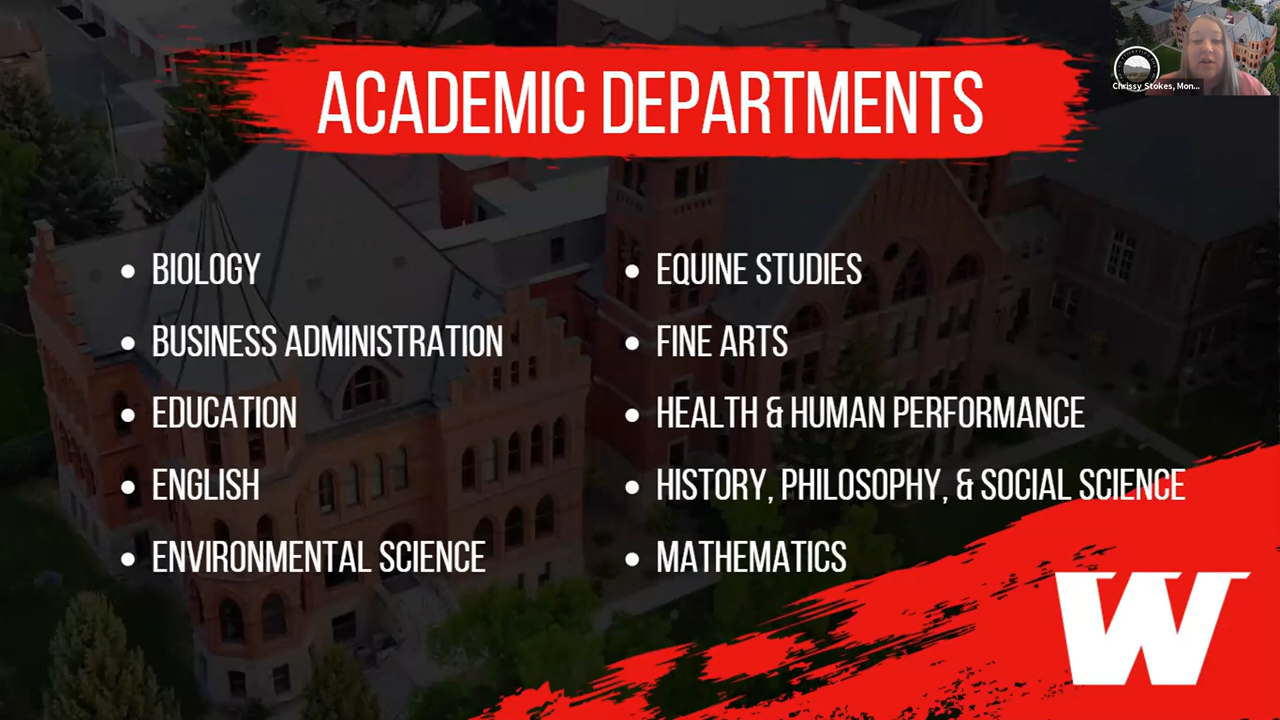 ACADEMIC DEPARTMENTS
Chrissy Stokes, Mon...
• BIOLOGY
• BUSINESS ADMINISTRATION
• EDUCATION
• ENGLISH
• ENVIRONMENTAL SCIENCE
• EQUINE STUDIES
• FINE ARTS
• HEALTH & HUMAN PERFORMANCE
• HISTORY, PHILOSOPHY, & SOCIAL SCIENCE
• MATHEMATICS
W